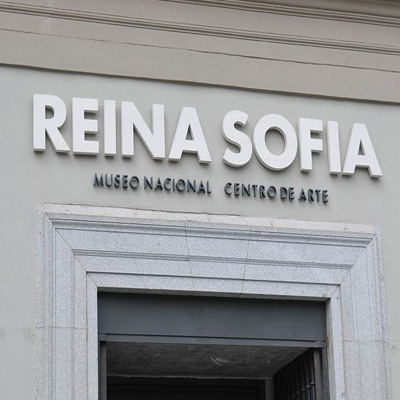 REINA SOFIA
MUSEO NACIONAL CENTRO DE ARTE